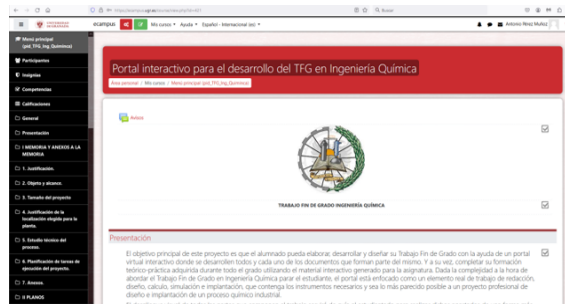 ecampus
Mis cursos
Ayuda
Español - Internacional (es)
Buscar
Menú principal
(pid_TFG_Ing_Quimimca)
Participantes
Insignias
Competencias
Calificaciones
General
Presentación
I MEMORIA Y ANEXOS A LA
MEMORIA
1. Justificación.
2. Objeto y alcance.
3. Tamaño del proyecto
4. Justificación de la
localización elegida para la
planta.
5. Estudio técnico del
proceso.
6. Planificación de tareas de
ejecución del proyecto.
7. Anexos.
II PLANOS
Portal interactivo para el desarrollo del TFG en Ingeniería Química
Área personal / Mis cursos / Menú principal (pid_TFG_Ing_Quimimca)
Avisos
TRABAJO FIN DE GRADO INGENIERÍA QUÍMICA
Presentación
El objetivo principal de este proyecto es que el alumnado pueda elaborar, desarrollar y diseñar su Trabajo de Fin de Grado con la ayuda de un portal
virtual interactivo donde se desarrollen todos y cada uno de los documentos que forman parte del mismo. Y a su vez, completar su formación
teórico-práctica adquirida durante todo el grado utilizando el material interactivo generado para la asignatura. Dada la complejidad a la hora de
abordar el Trabajo Fin de Grado en Ingeniería Química para el estudiante, el portal está enfocado como un elemento real de trabajo de redacción,
diseño, calculo, simulación e implantación, que contenga los instrumentos necesarios y sea lo más parecido posible a un proyecto profesional de
diseño e implantación de un proceso químico industrial.